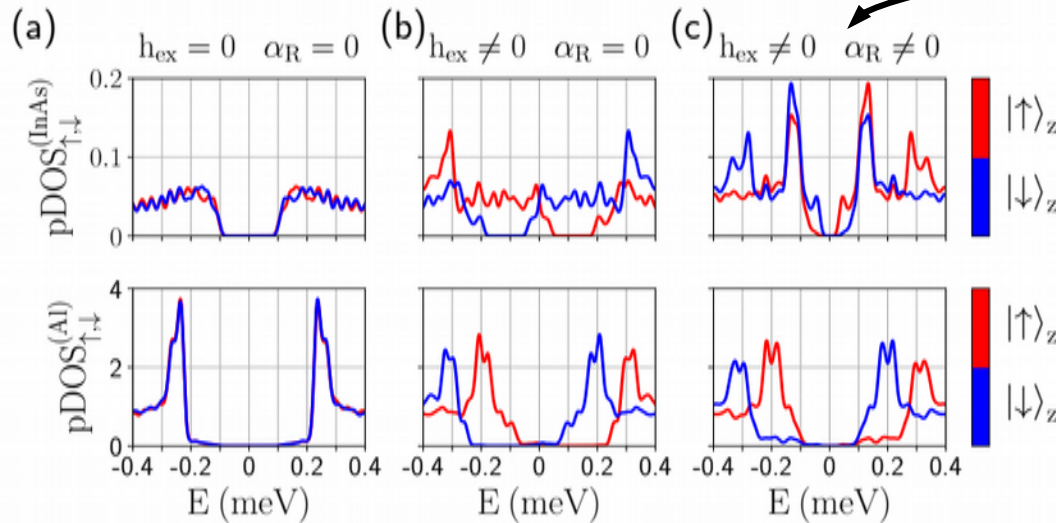 (a) (b) (c)
h_ex = 0 α_R = 0 h_ex ≠ 0 α_R = 0 h_ex ≠ 0 α_R ≠ 0
pDOS^(InAs)_↑,↓
0.2
0.1
0
|↑⟩_z
|↓⟩_z
pDOS^(Al)_↑,↓
4
2
0
|↑⟩_z
|↓⟩_z
-0.4 -0.2 0 0.2 0.4 -0.4 -0.2 0 0.2 0.4 -0.4 -0.2 0 0.2 0.4
E (meV) E (meV) E (meV)